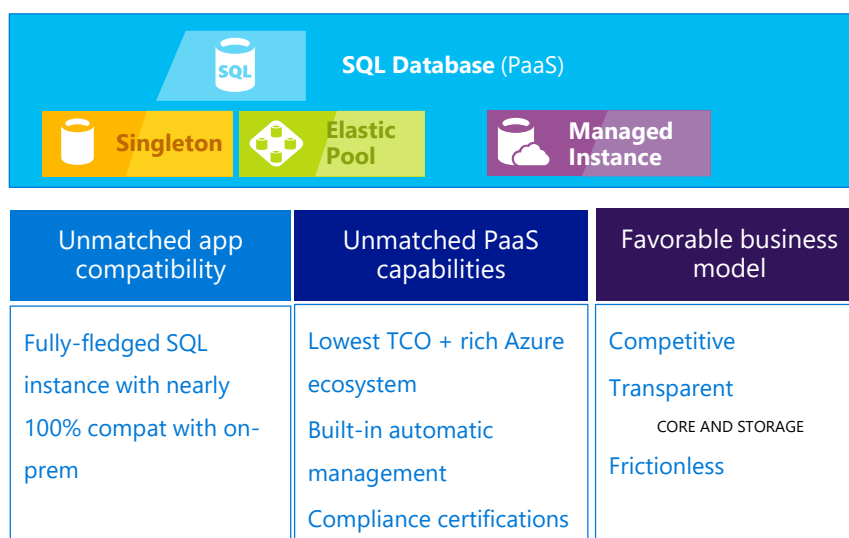 SQL
SQL Database (PaaS)
Singleton
Elastic
Pool
Managed
Instance
Unmatched app
compatibility
Unmatched PaaS
capabilities
Favorable business
model
Fully-fledged SQL
instance with nearly
100% compat with on-
prem
Lowest TCO + rich Azure
ecosystem
Built-in automatic
management
Compliance certifications
Competitive
Transparent
CORE AND STORAGE
Frictionless